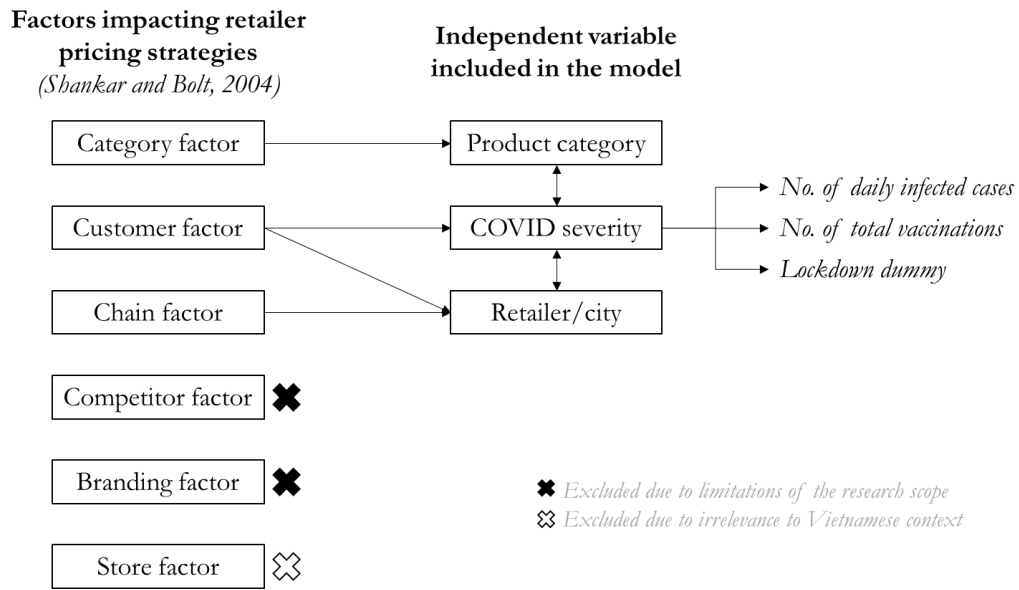 Factors impacting retailer
pricing strategies
(Shankar and Bolt, 2004)
Independent variable
included in the model
Category factor
Product category
No. of daily infected cases
Customer factor
COVID severity
No. of total vaccinations
Lockdown dummy
Chain factor
Retailer/city
Competitor factor
Branding factor
Excluded due to limitations of the research scope
Excluded due to irrelevance to Vietnamese context
Store factor